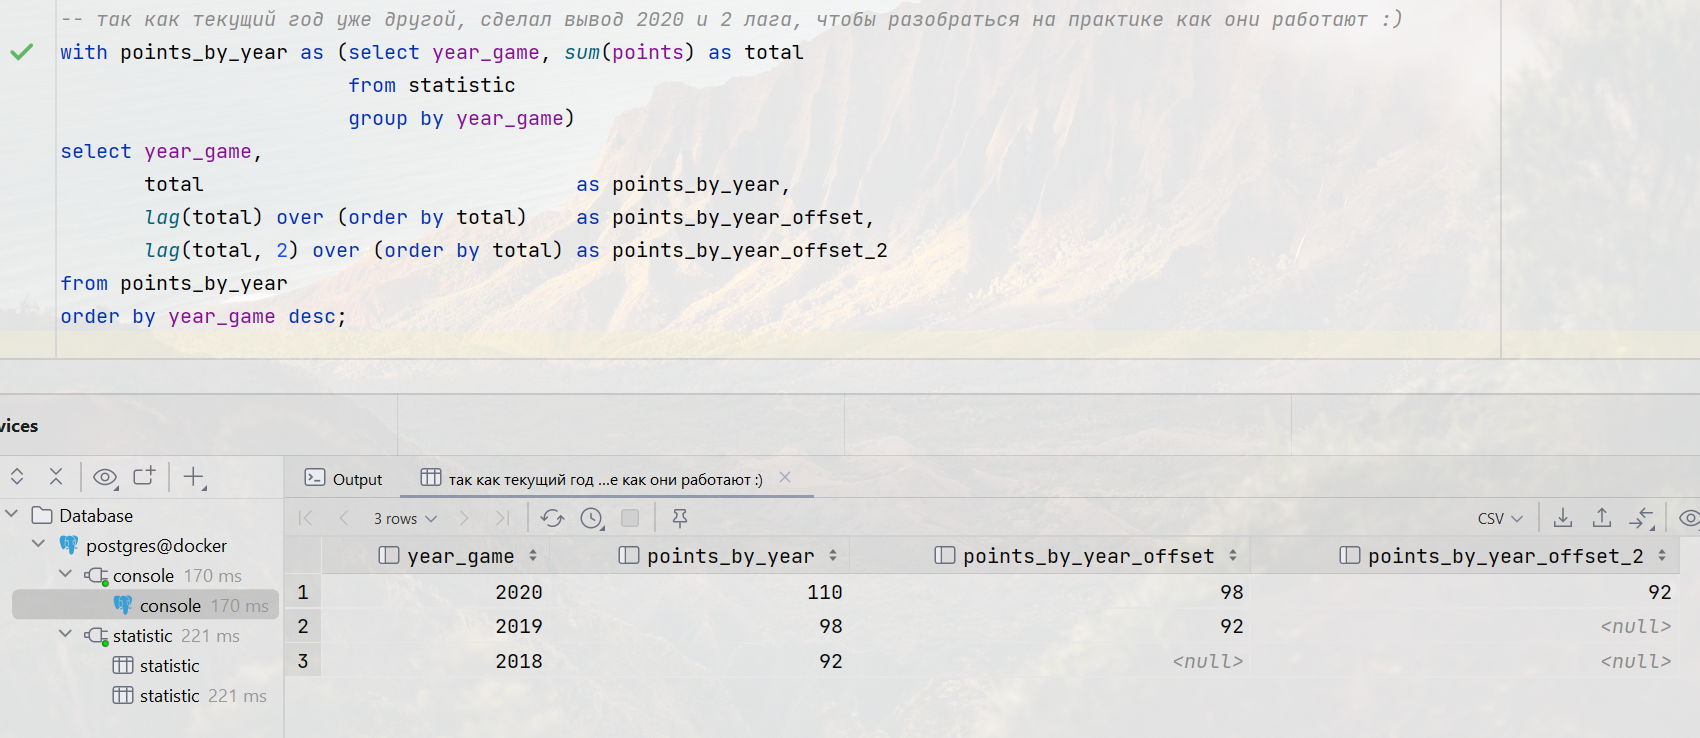 -- так как текущий год уже другой, сделал вывод 2020 и 2 лага, чтобы разобраться на практике как они работают :)
with points_by_year as (select year_game, sum(points) as total
from statistic
group by year_game)
select year_game,
total as points_by_year,
lag(total) over (order by total) as points_by_year_offset,
lag(total, 2) over (order by total) as points_by_year_offset_2
from points_by_year
order by year_game desc;
vices
Output
так как текущий год ...е как они работают :)
Database
3 rows
CSV
postgres@docker
console 170 ms
console 170 ms
statistic 221 ms
statistic
statistic 221 ms
year_game points_by_year points_by_year_offset points_by_year_offset_2
1 2020 110 98 92
2 2019 98 92 <null>
3 2018 92 <null> <null>